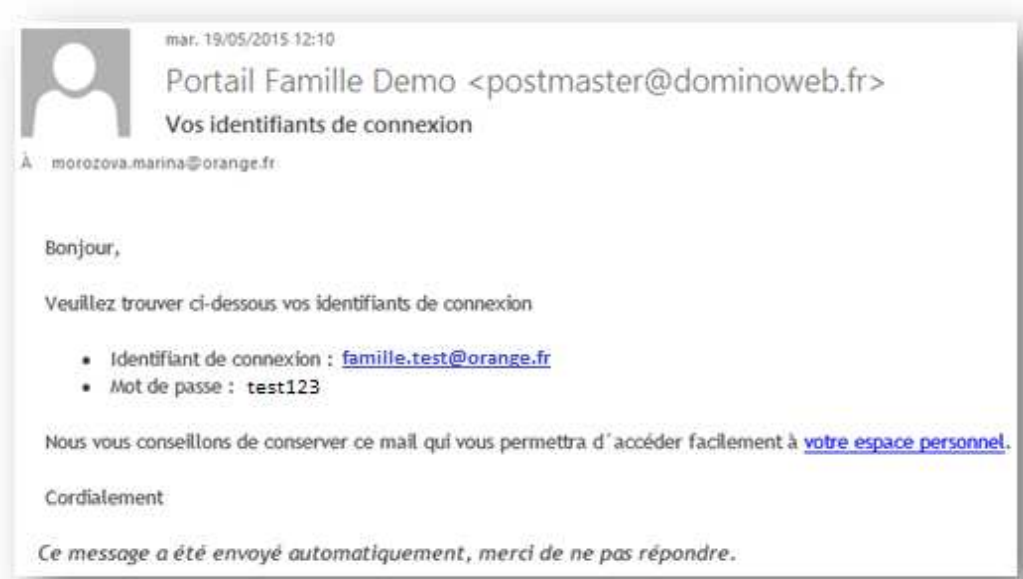 mar. 19/05/2015 12:10
Portail Famille Demo <postmaster@dominoweb.fr>
Vos identifiants de connexion
À morozova.marina@orange.fr
Bonjour,
Veuillez trouver ci-dessous vos identifiants de connexion
• Identifiant de connexion : famille.test@orange.fr
• Mot de passe : test123
Nous vous conseillons de conserver ce mail qui vous permettra d´accéder facilement à votre espace personnel.
Cordialement
Ce message a été envoyé automatiquement, merci de ne pas répondre.